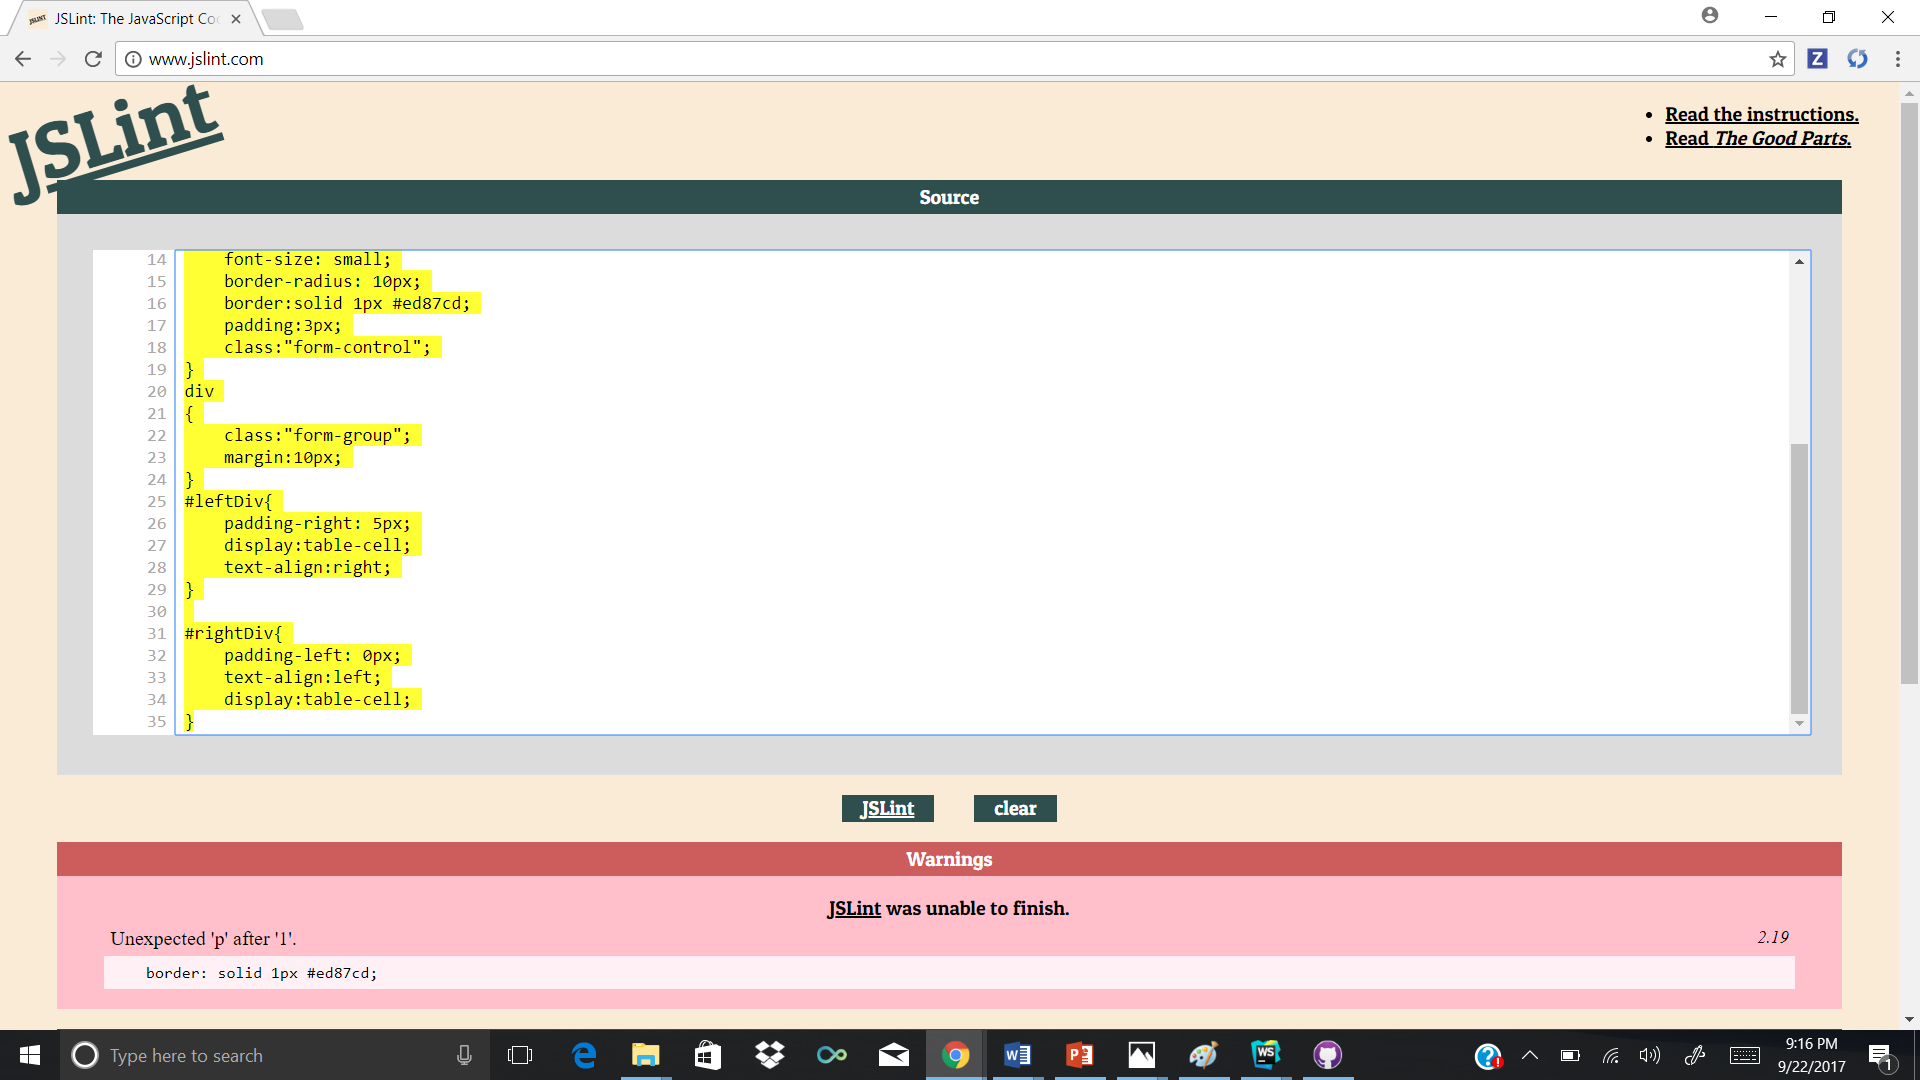 JSLint: The JavaScript Co
www.jslint.com
JSLint
Read the instructions.
Read The Good Parts.
Source
14 font-size: small;
15 border-radius: 10px;
16 border:solid 1px #ed87cd;
17 padding:3px;
18 class:"form-control";
19 }
20 div
21 {
22 class:"form-group";
23 margin:10px;
24 }
25 #leftDiv{
26 padding-right: 5px;
27 display:table-cell;
28 text-align:right;
29 }
30
31 #rightDiv{
32 padding-left: 0px;
33 text-align:left;
34 display:table-cell;
35 }
JSLint clear
Warnings
JSLint was unable to finish.
Unexpected 'p' after '1'. 2.19
border: solid 1px #ed87cd;
Type here to search
9:16 PM
9/22/2017
1